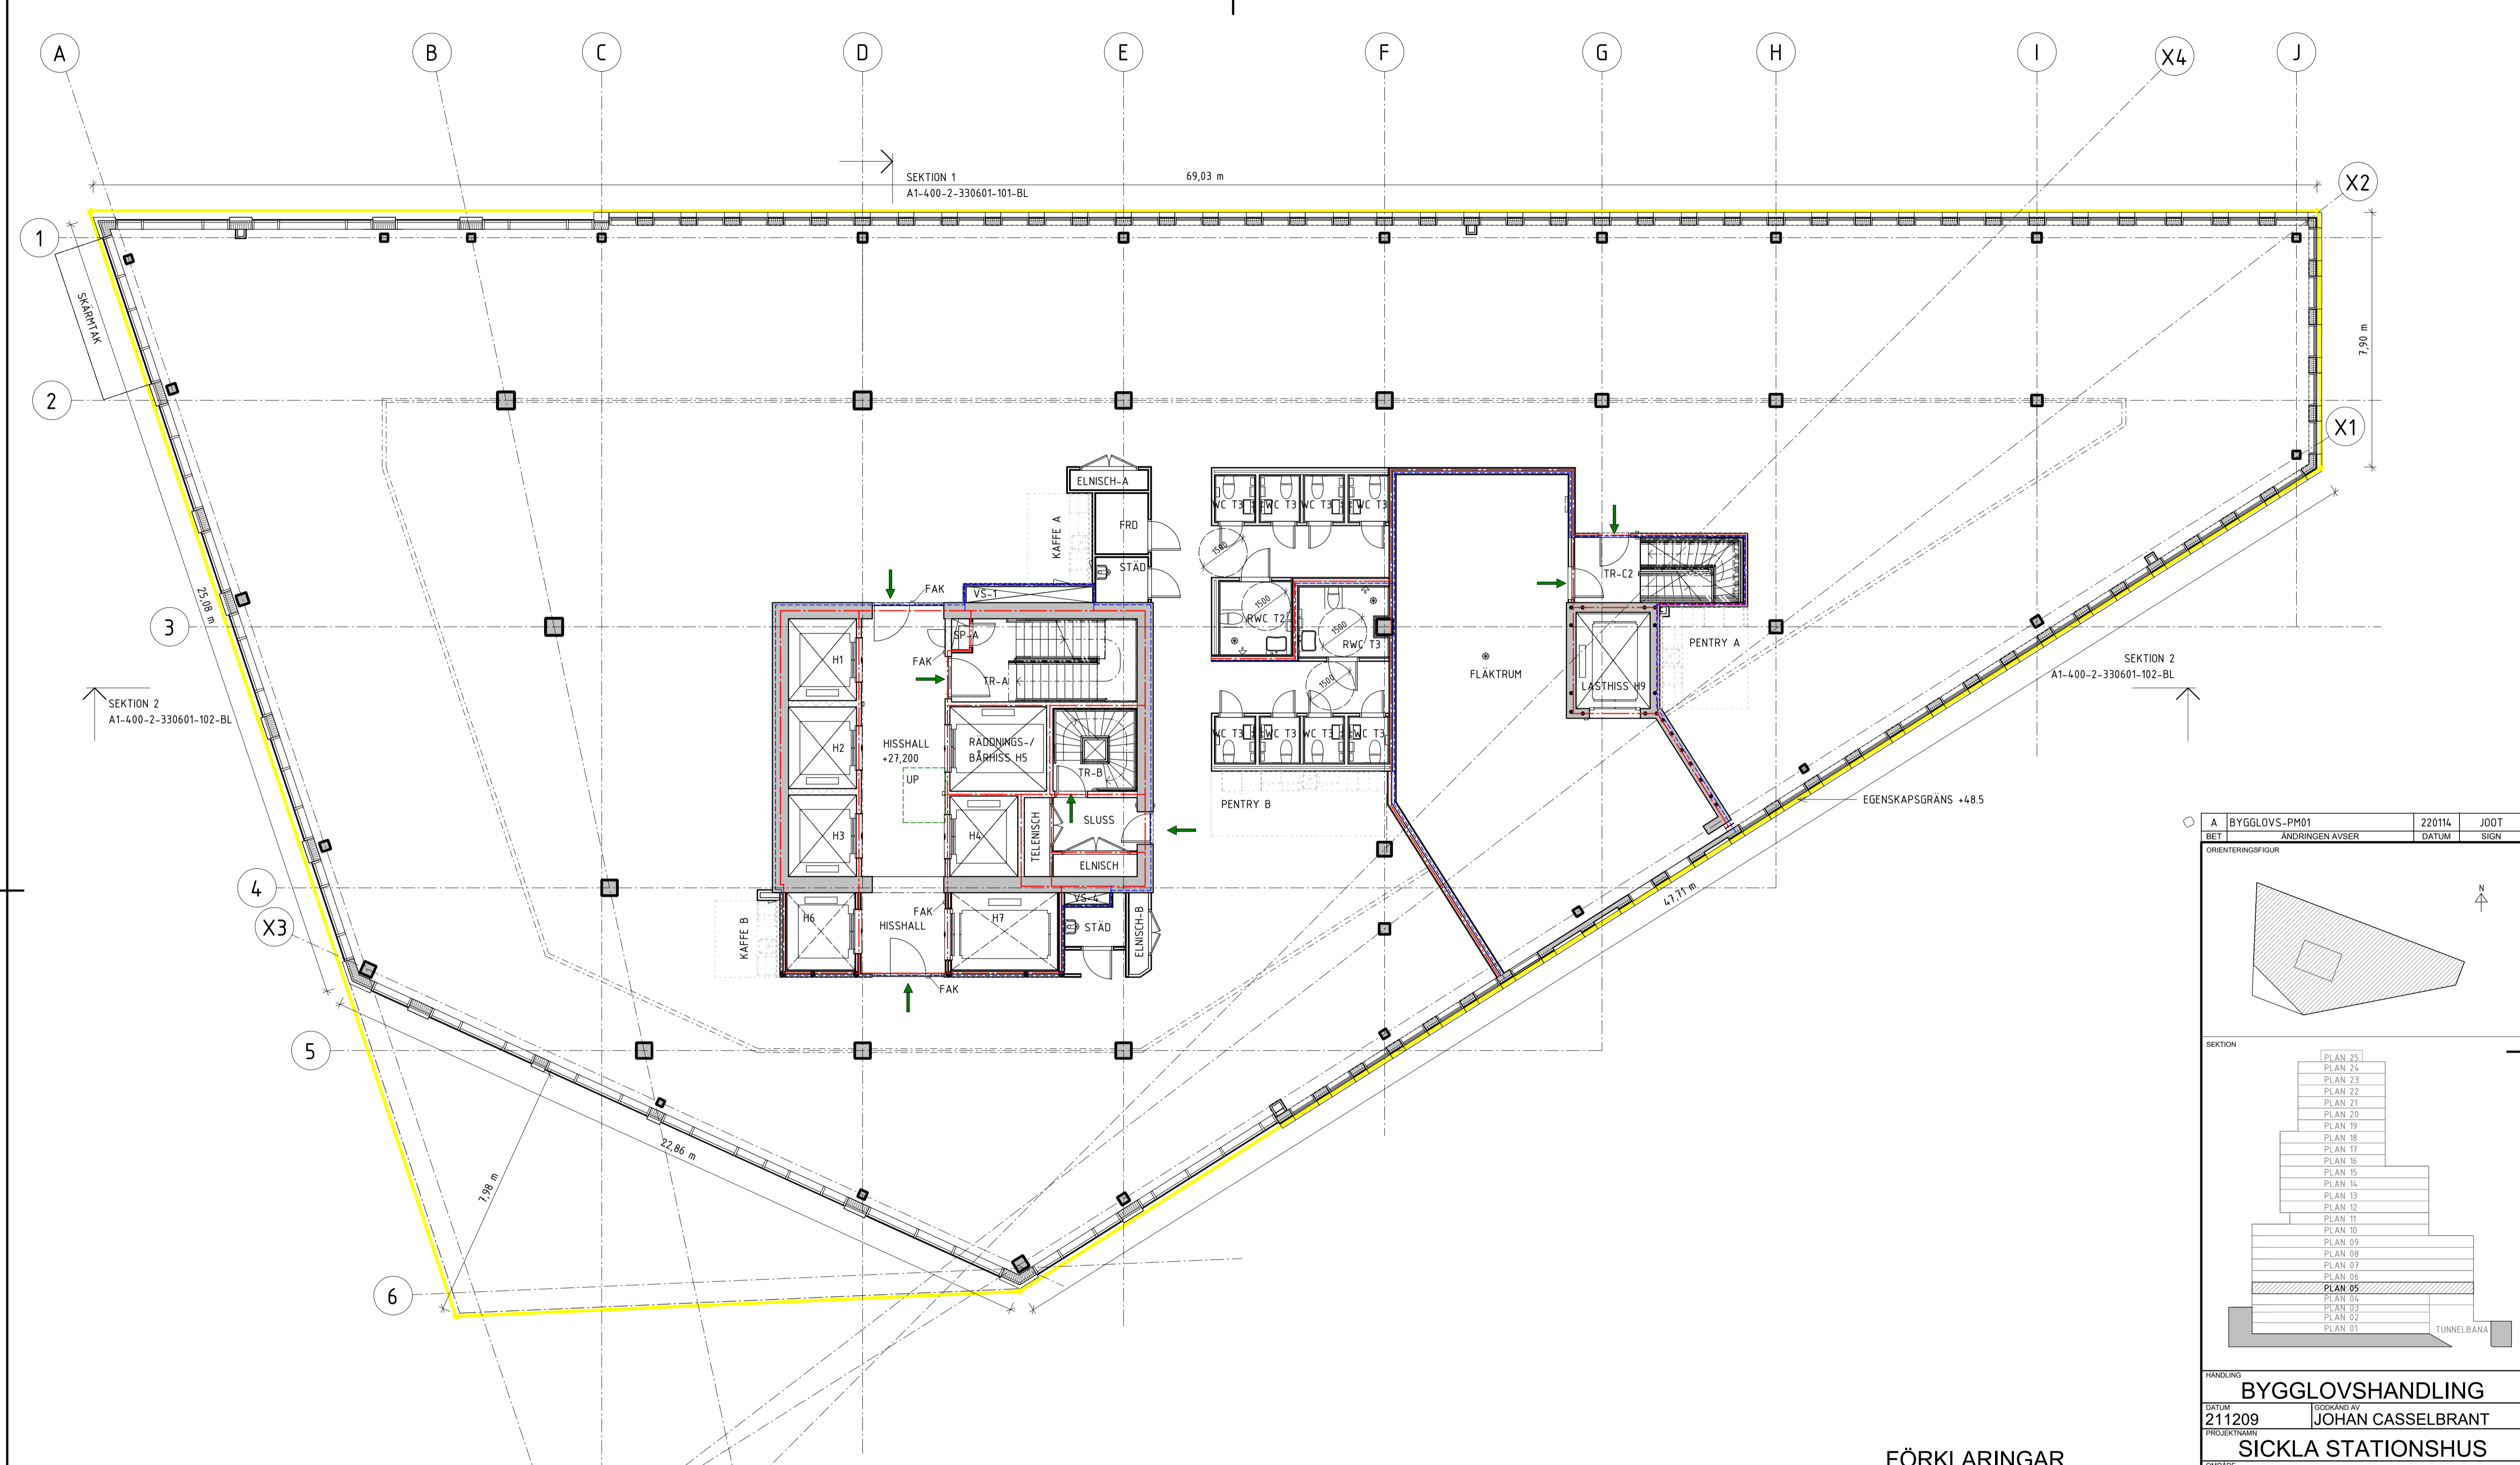 A
B
C
D
E
F
G
H
I
X4
J
SEKTION 1
A1-400-2-330601-101-BL
69,03 m
X2
1
SKÄRMTAK
7,90 m
2
X1
ELNISCH-A
WC T3
WC T3
WC T3
WC T3
FRD
KAFFE A
1500
STÄD
TR-C2
25,08 m
FAK
VS-1
1500
RWC T2
1500
RWC T3
3
SP-A
H1
FAK
PENTRY A
SEKTION 2
A1-400-2-330601-102-BL
FLÄKTRUM
TR-A
1500
LASTHISS H9
SEKTION 2
A1-400-2-330601-102-BL
WC T3
WC T3
WC T3
WC T3
HISSHALL
+27,200
UP
H2
RÄDDNINGS-/
BÅRHISS H5
TR-B
PENTRY B
EGENSKAPSGRÄNS +48.5
H3
H4
TELENISCH
SLUSS
ELNISCH
4
47,71 m
VS-4
X3
KAFFE B
H6
FAK
HISSHALL
H7
STÄD
ELNISCH-B
FAK
5
22,86 m
7,98 m
6
A BYGGLOVS-PM01 220114 JOOT
BET ÄNDRINGEN AVSER DATUM SIGN
ORIENTERINGSFIGUR
N
SEKTION
PLAN 25
PLAN 24
PLAN 23
PLAN 22
PLAN 21
PLAN 20
PLAN 19
PLAN 18
PLAN 17
PLAN 16
PLAN 15
PLAN 14
PLAN 13
PLAN 12
PLAN 11
PLAN 10
PLAN 09
PLAN 08
PLAN 07
PLAN 06
PLAN 05
PLAN 04
PLAN 03
PLAN 02
PLAN 01
TUNNELBANA
HANDLING
BYGGLOVSHANDLING
DATUM
211209
GODKÄND AV
JOHAN CASSELBRANT
PROJEKTNAMN
SICKLA STATIONSHUS
OMRÅDE
FÖRKLARINGAR